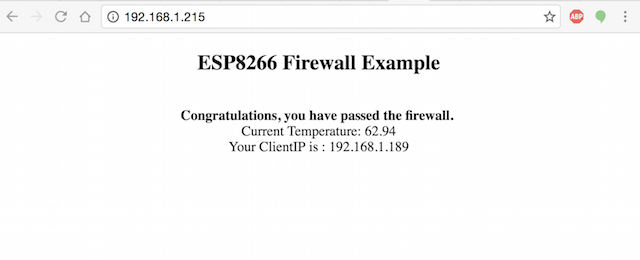 192.168.1.215
ABP
ESP8266 Firewall Example
Congratulations, you have passed the firewall.
Current Temperature: 62.94
Your ClientIP is : 192.168.1.189